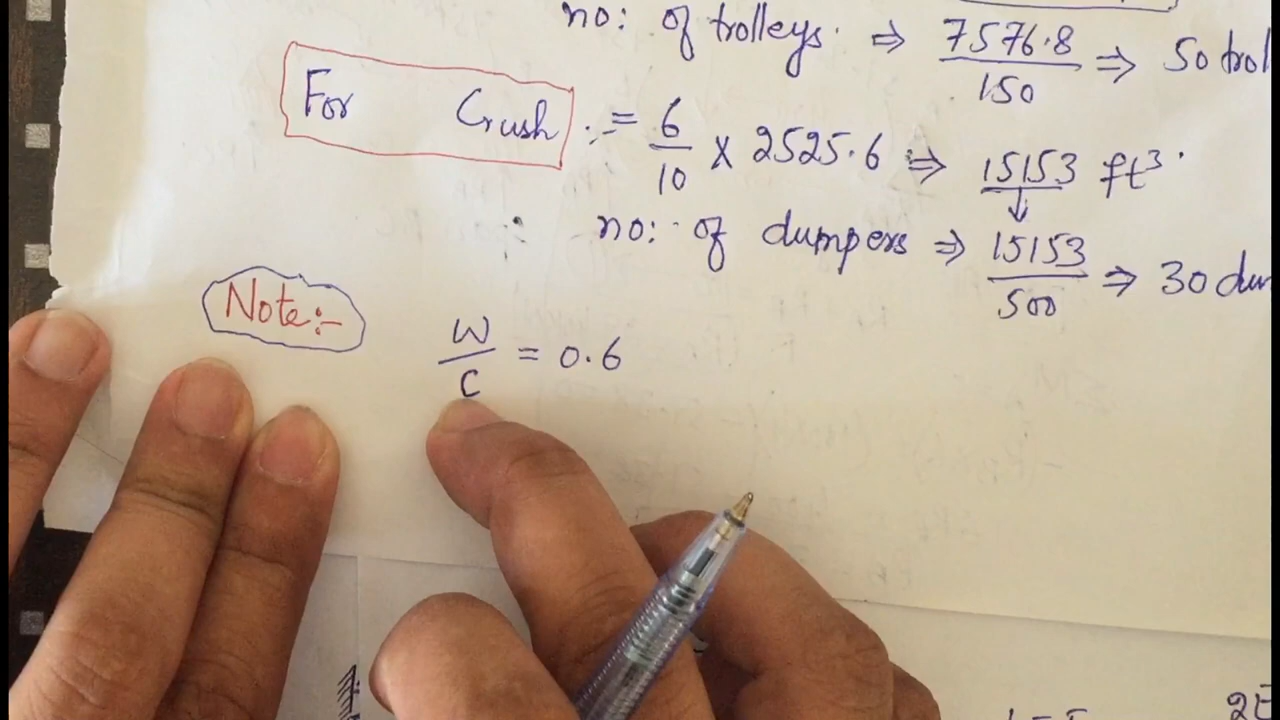 no: of trolleys. ⇒ 7576.8/150 ⇒ 50 trol
For Crush := 6/10 x 2525.6 ⇒ 15153 ft³.
∴ no: of dumpers ⇒ 15153/500 ⇒ 30 dum
Note:-
W/C = 0.6